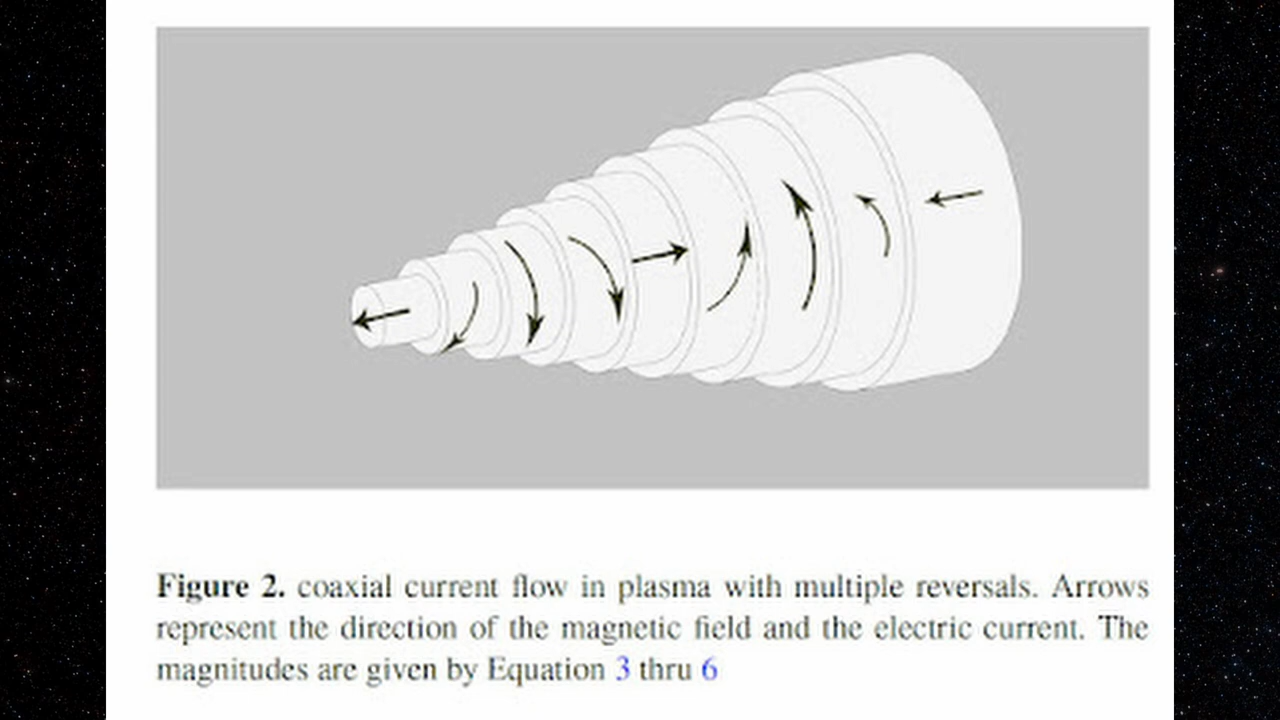 Figure 2. coaxial current flow in plasma with multiple reversals. Arrows
represent the direction of the magnetic field and the electric current. The
magnitudes are given by Equation 3 thru 6